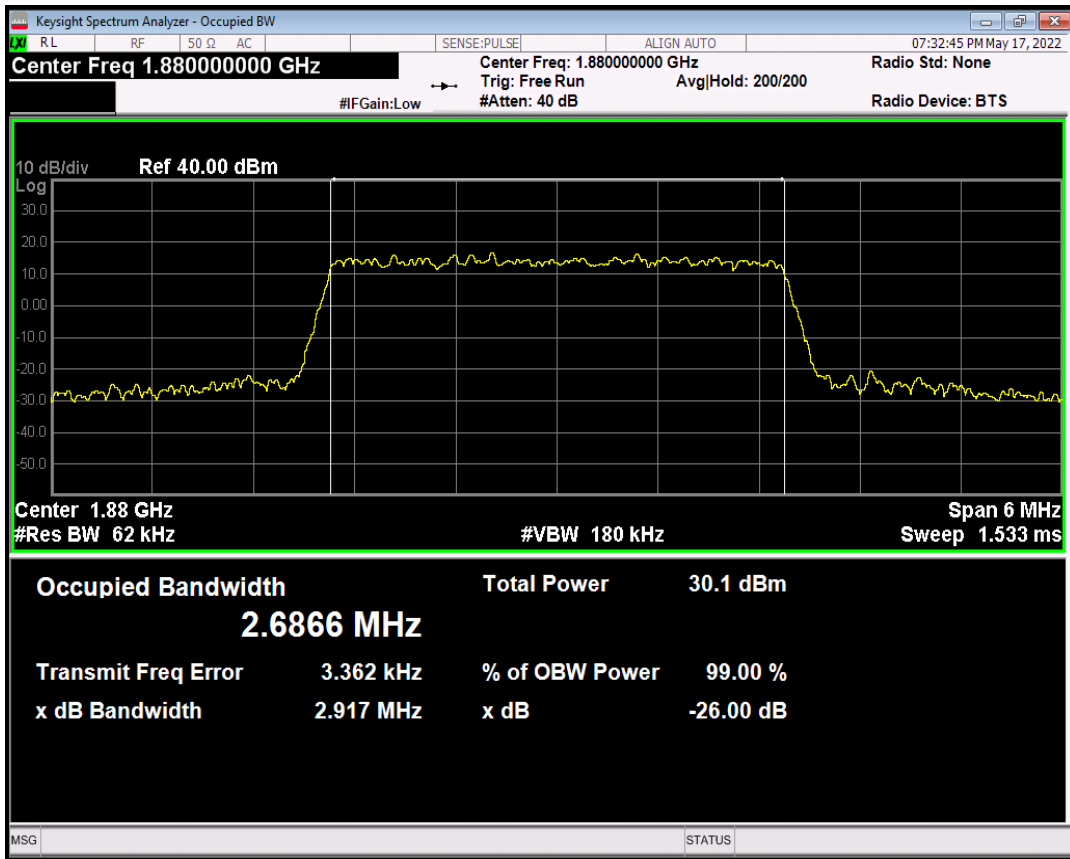 Keysight Spectrum Analyzer - Occupied BW
LXI RL RF 50 Ω AC SENSE:PULSE ALIGN AUTO 07:32:45 PM May 17, 2022
Center Freq 1.880000000 GHz Center Freq: 1.880000000 GHz Radio Std: None
Trig: Free Run Avg|Hold: 200/200
#IFGain:Low #Atten: 40 dB Radio Device: BTS
10 dB/div Ref 40.00 dBm
Log
30.0
20.0
10.0
0.00
-10.0
-20.0
-30.0
-40.0
-50.0
Center 1.88 GHz Span 6 MHz
#Res BW 62 kHz #VBW 180 kHz Sweep 1.533 ms
Occupied Bandwidth Total Power 30.1 dBm
2.6866 MHz
Transmit Freq Error 3.362 kHz % of OBW Power 99.00 %
x dB Bandwidth 2.917 MHz x dB -26.00 dB
MSG STATUS